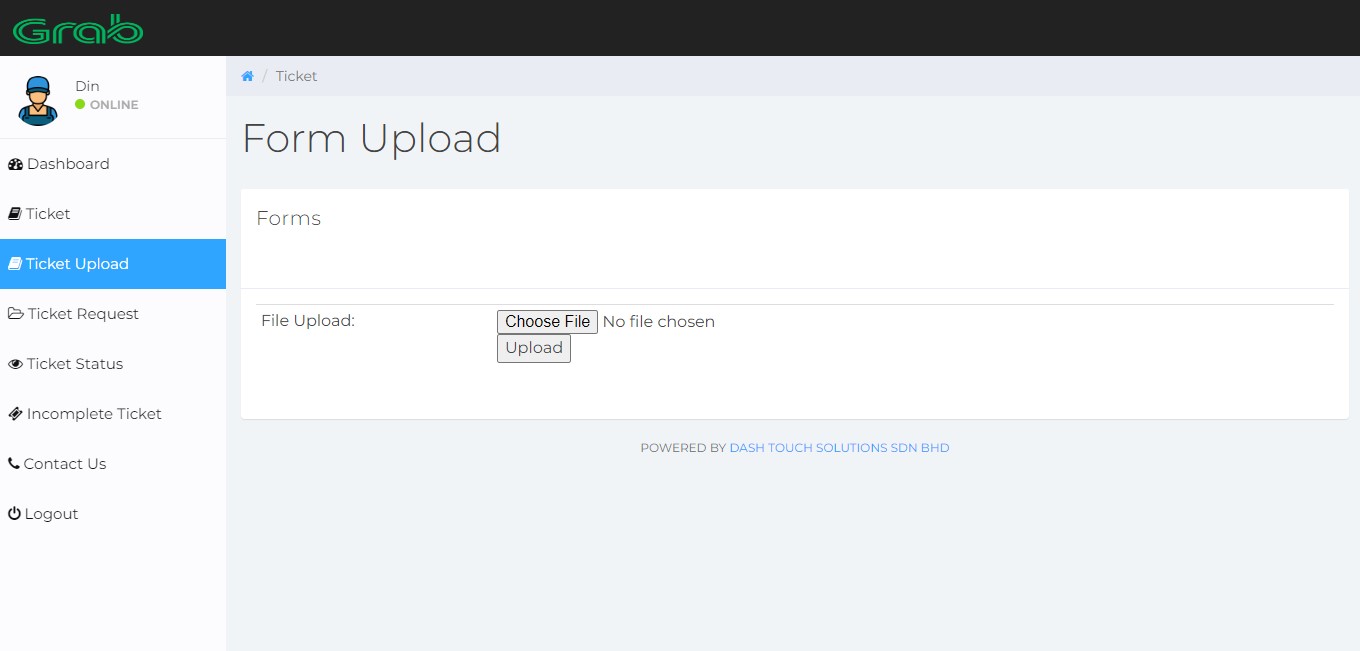 Grab
Din
ONLINE
Dashboard
Ticket
Ticket Upload
Ticket Request
Ticket Status
Incomplete Ticket
Contact Us
Logout
/ Ticket
Form Upload
Forms
File Upload: Choose File No file chosen
Upload
POWERED BY DASH TOUCH SOLUTIONS SDN BHD